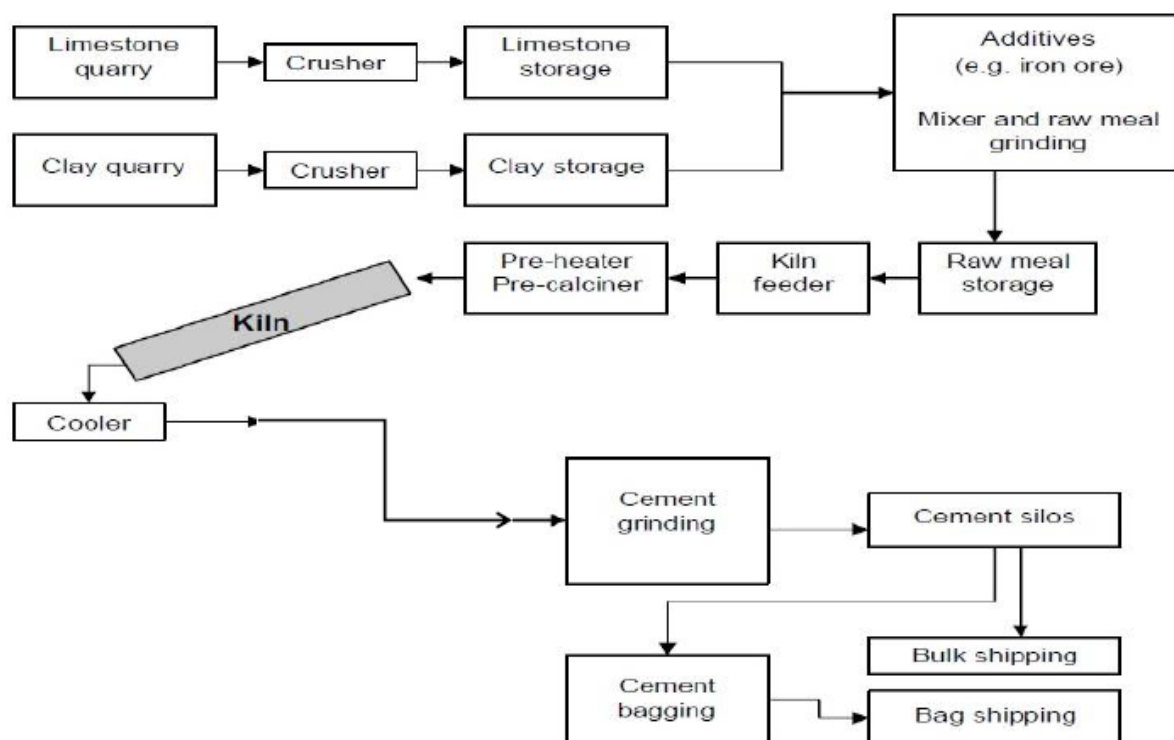 Limestone
quarry
Crusher
Limestone
storage
Additives
(e.g. iron ore)
Mixer and raw meal
grinding
Clay quarry
Crusher
Clay storage
Pre-heater
Pre-calciner
Kiln
feeder
Raw meal
storage
Kiln
Cooler
Cement
grinding
Cement silos
Bulk shipping
Cement
bagging
Bag shipping